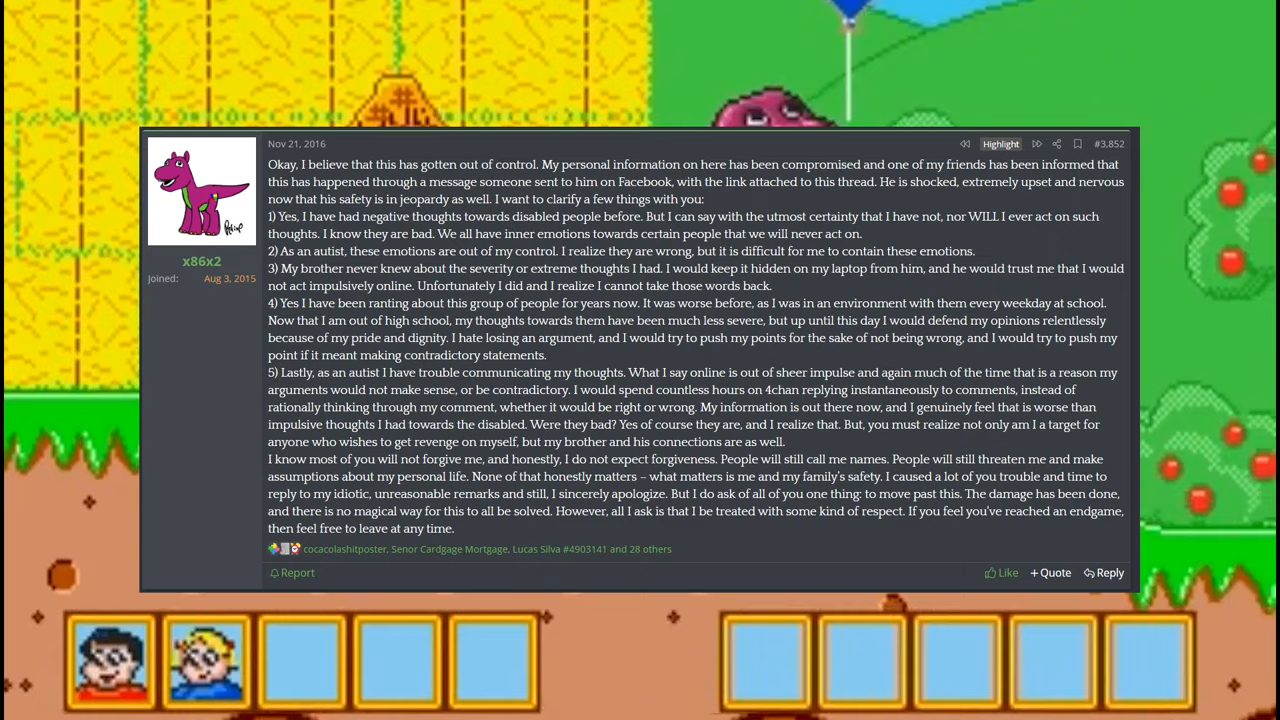 Nov 21, 2016
Highlight
#3,852
x86x2
Joined: Aug 3, 2015
Okay, I believe that this has gotten out of control. My personal information on here has been compromised and one of my friends has been informed that
this has happened through a message someone sent to him on Facebook, with the link attached to this thread. He is shocked, extremely upset and nervous
now that his safety is in jeopardy as well. I want to clarify a few things with you:
1) Yes, I have had negative thoughts towards disabled people before. But I can say with the utmost certainty that I have not, nor WILL I ever act on such
thoughts. I know they are bad. We all have inner emotions towards certain people that we will never act on.
2) As an autist, these emotions are out of my control. I realize they are wrong, but it is difficult for me to contain these emotions.
3) My brother never knew about the severity or extreme thoughts I had. I would keep it hidden on my laptop from him, and he would trust me that I would
not act impulsively online. Unfortunately I did and I realize I cannot take those words back.
4) Yes I have been ranting about this group of people for years now. It was worse before, as I was in an environment with them every weekday at school.
Now that I am out of high school, my thoughts towards them have been much less severe, but up until this day I would defend my opinions relentlessly
because of my pride and dignity. I hate losing an argument, and I would try to push my points for the sake of not being wrong, and I would try to push my
point if it meant making contradictory statements.
5) Lastly, as an autist I have trouble communicating my thoughts. What I say online is out of sheer impulse and again much of the time that is a reason my
arguments would not make sense, or be contradictory. I would spend countless hours on 4chan replying instantaneously to comments, instead of
rationally thinking through my comment, whether it would be right or wrong. My information is out there now, and I genuinely feel that is worse than
impulsive thoughts I had towards the disabled. Were they bad? Yes of course they are, and I realize that. But, you must realize not only am I a target for
anyone who wishes to get revenge on myself, but my brother and his connections are as well.
I know most of you will not forgive me, and honestly, I do not expect forgiveness. People will still call me names. People will still threaten me and make
assumptions about my personal life. None of that honestly matters – what matters is me and my family's safety. I caused a lot of you trouble and time to
reply to my idiotic, unreasonable remarks and still, I sincerely apologize. But I do ask of all of you one thing: to move past this. The damage has been done,
and there is no magical way for this to all be solved. However, all I ask is that I be treated with some kind of respect. If you feel you've reached an endgame,
then feel free to leave at any time.
cocacolashitposter, Senor Cardgage Mortgage, Lucas Silva #4903141 and 28 others
Report
Like +Quote Reply